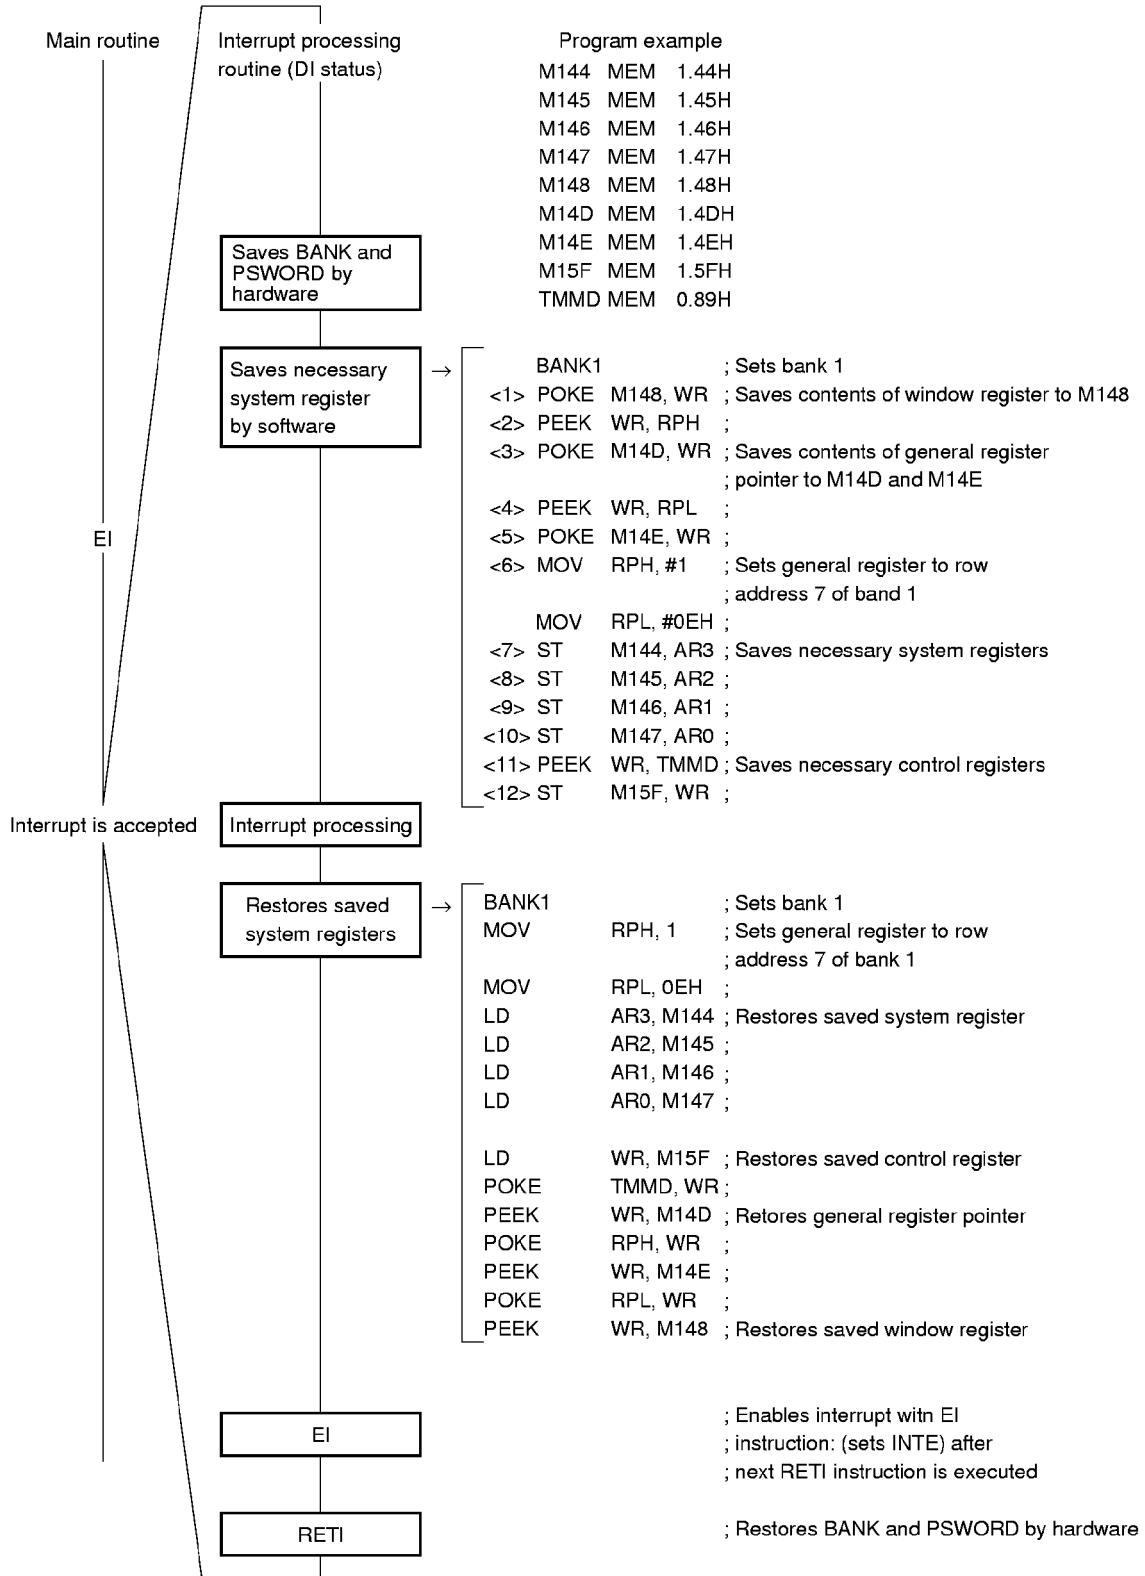 Main routine
Interrupt processing
routine (DI status)
Program example
M144 MEM 1.44H
M145 MEM 1.45H
M146 MEM 1.46H
M147 MEM 1.47H
M148 MEM 1.48H
M14D MEM 1.4DH
M14E MEM 1.4EH
M15F MEM 1.5FH
TMMD MEM 0.89H
Saves BANK and
PSWORD by
hardware
Saves necessary
system register
by software
→
BANK1 ; Sets bank 1
<1> POKE M148, WR ; Saves contents of window register to M148
<2> PEEK WR, RPH ;
<3> POKE M14D, WR ; Saves contents of general register
; pointer to M14D and M14E
<4> PEEK WR, RPL ;
<5> POKE M14E, WR ;
<6> MOV RPH, #1 ; Sets general register to row
; address 7 of band 1
MOV RPL, #0EH ;
<7> ST M144, AR3 ; Saves necessary system registers
<8> ST M145, AR2 ;
<9> ST M146, AR1 ;
<10> ST M147, AR0 ;
<11> PEEK WR, TMMD ; Saves necessary control registers
<12> ST M15F, WR ;
EI
Interrupt is accepted
Interrupt processing
Restores saved
system registers
→
BANK1 ; Sets bank 1
MOV RPH, 1 ; Sets general register to row
; address 7 of bank 1
MOV RPL, 0EH ;
LD AR3, M144 ; Restores saved system register
LD AR2, M145 ;
LD AR1, M146 ;
LD AR0, M147 ;
LD WR, M15F ; Restores saved control register
POKE TMMD, WR ;
PEEK WR, M14D ; Retores general register pointer
POKE RPH, WR ;
PEEK WR, M14E ;
POKE RPL, WR ;
PEEK WR, M148 ; Restores saved window register
EI
; Enables interrupt witn EI
; instruction: (sets INTE) after
; next RETI instruction is executed
RETI
; Restores BANK and PSWORD by hardware